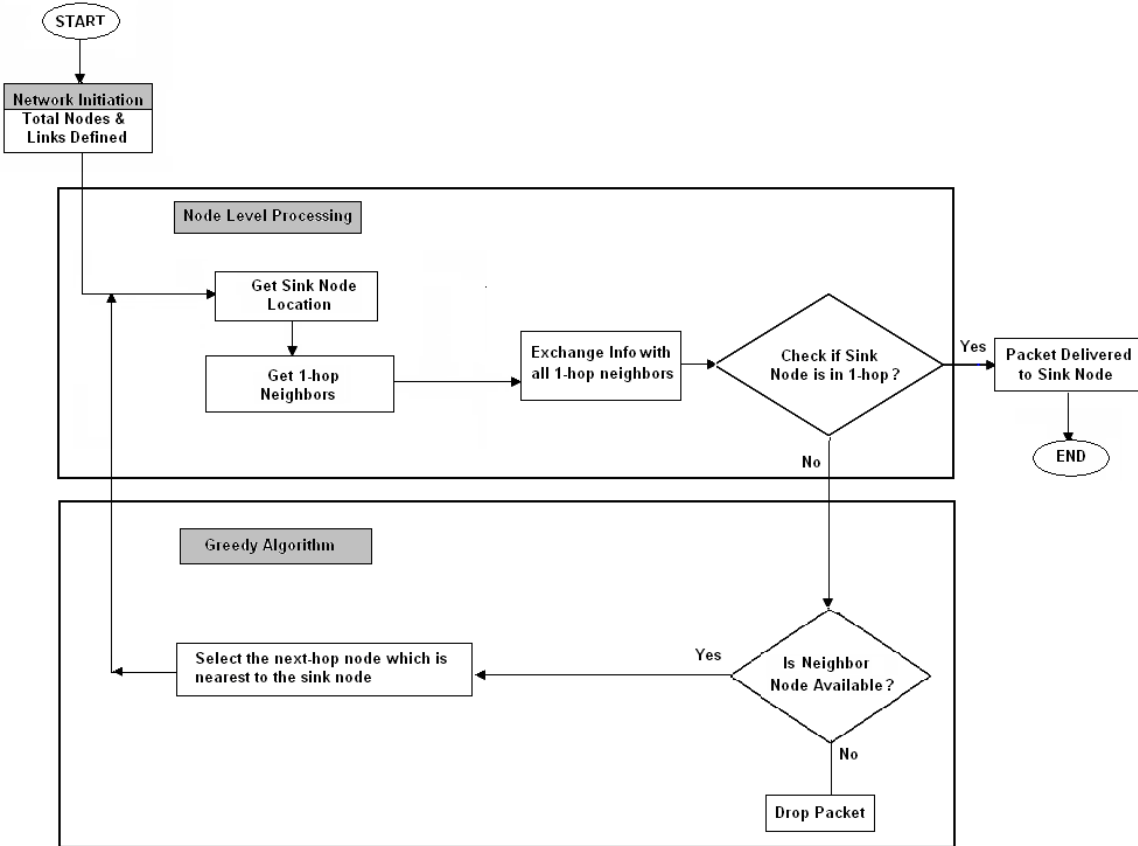 START
Network Initiation
Total Nodes &
Links Defined
Node Level Processing
Get Sink Node
Location
Get 1-hop
Neighbors
Exchange Info with
all 1-hop neighbors
Check if Sink
Node is in 1-hop ?
Yes
Packet Delivered
to Sink Node
END
No
Greedy Algorithm
Is Neighbor
Node Available ?
Yes
Select the next-hop node which is
nearest to the sink node
No
Drop Packet